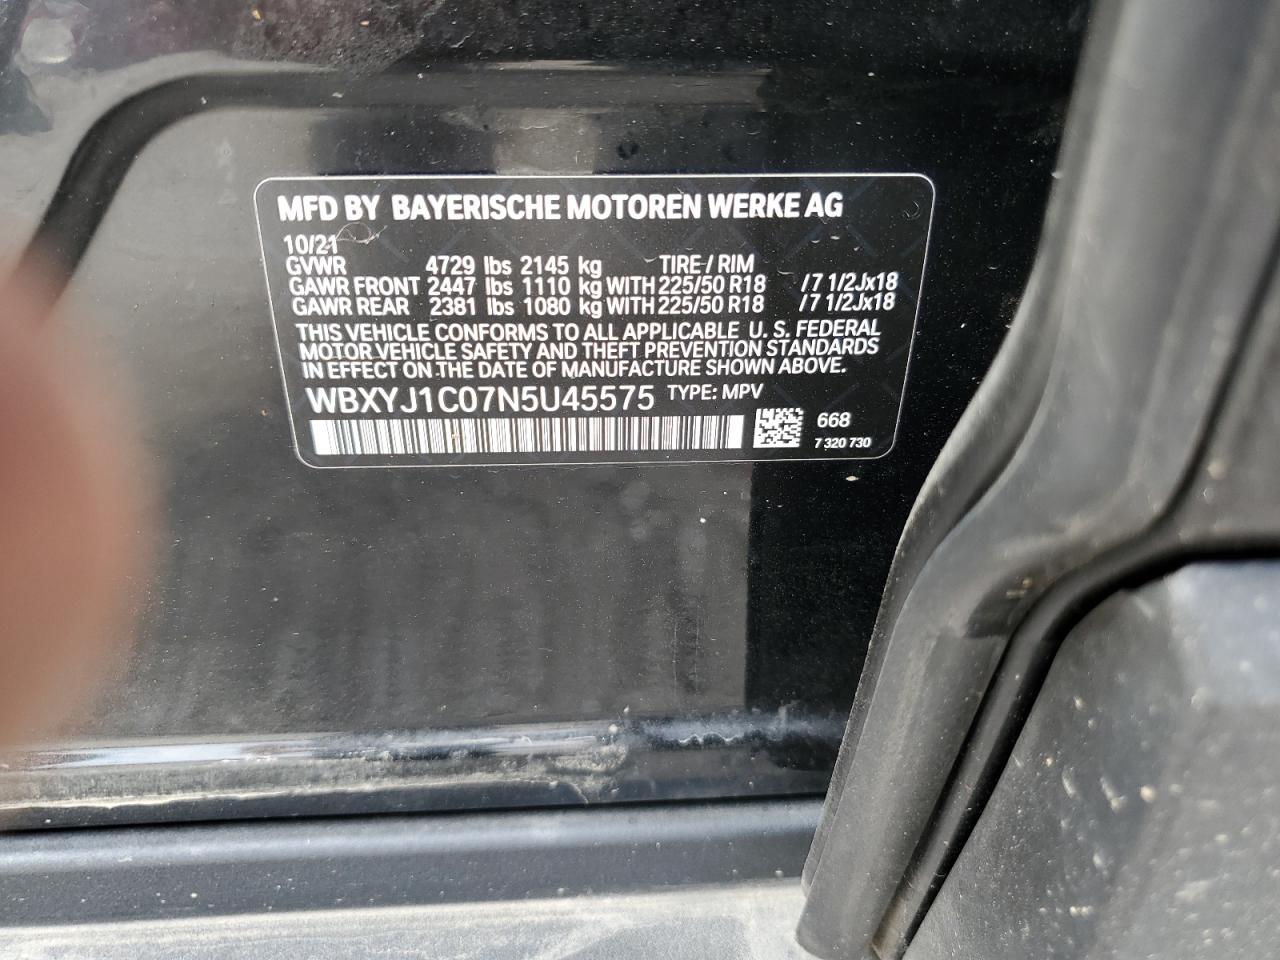 MFD BY BAYERISCHE MOTOREN WERKE AG
10/21
GVWR 4729 lbs 2145 kg TIRE / RIM
GAWR FRONT 2447 lbs 1110 kg WITH 225/50 R18 /7 1/2Jx18
GAWR REAR 2381 lbs 1080 kg WITH 225/50 R18 /7 1/2Jx18
THIS VEHICLE CONFORMS TO ALL APPLICABLE U. S. FEDERAL
MOTOR VEHICLE SAFETY AND THEFT PREVENTION STANDARDS
IN EFFECT ON THE DATE OF MANUFACTURE SHOWN ABOVE.
WBXYJ1C07N5U45575 TYPE: MPV
668
7 320 730